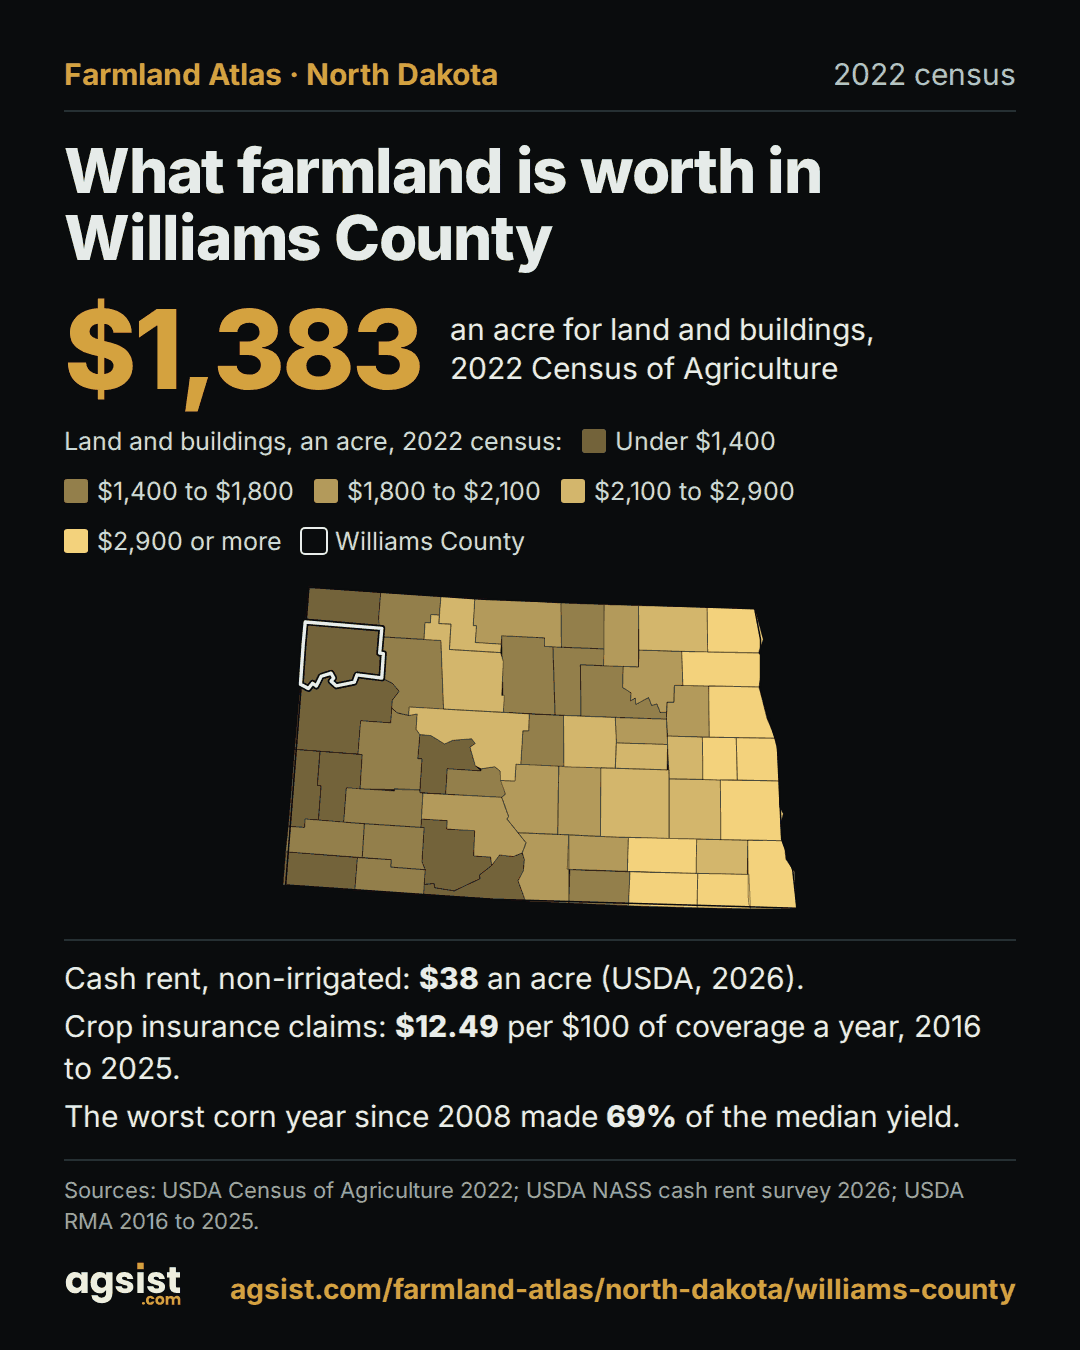 Farmland Atlas · North Dakota
2022 census
What farmland is worth in
Williams County
$1,383
an acre for land and buildings,
2022 Census of Agriculture
Land and buildings, an acre, 2022 census: Under $1,400
$1,400 to $1,800 $1,800 to $2,100 $2,100 to $2,900
$2,900 or more Williams County
Cash rent, non-irrigated: $38 an acre (USDA, 2026).
Crop insurance claims: $12.49 per $100 of coverage a year, 2016
to 2025.
The worst corn year since 2008 made 69% of the median yield.
Sources: USDA Census of Agriculture 2022; USDA NASS cash rent survey 2026; USDA
RMA 2016 to 2025.
agsist
.com
agsist.com/farmland-atlas/north-dakota/williams-county